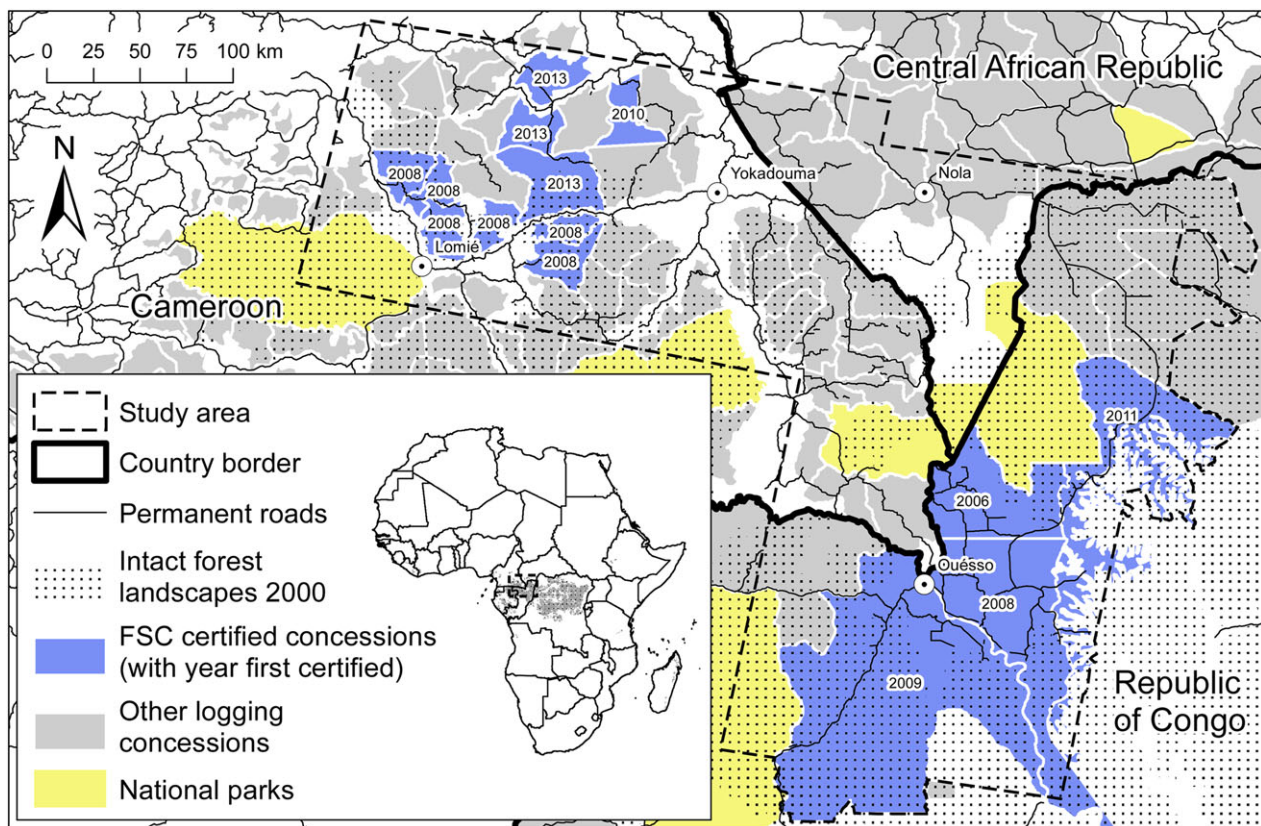 0 25 50 75 100 km
Central African Republic
2013
2010
2013
N
2008
2008
2013
Yokadouma
Nola
2008
2008
2008
Lomié
2008
Cameroon
Study area
Country border
Permanent roads
Intact forest
landscapes 2000
FSC certified concessions
(with year first certified)
Other logging
concessions
National parks
2011
2006
Ouésso
2008
2009
Republic
of Congo